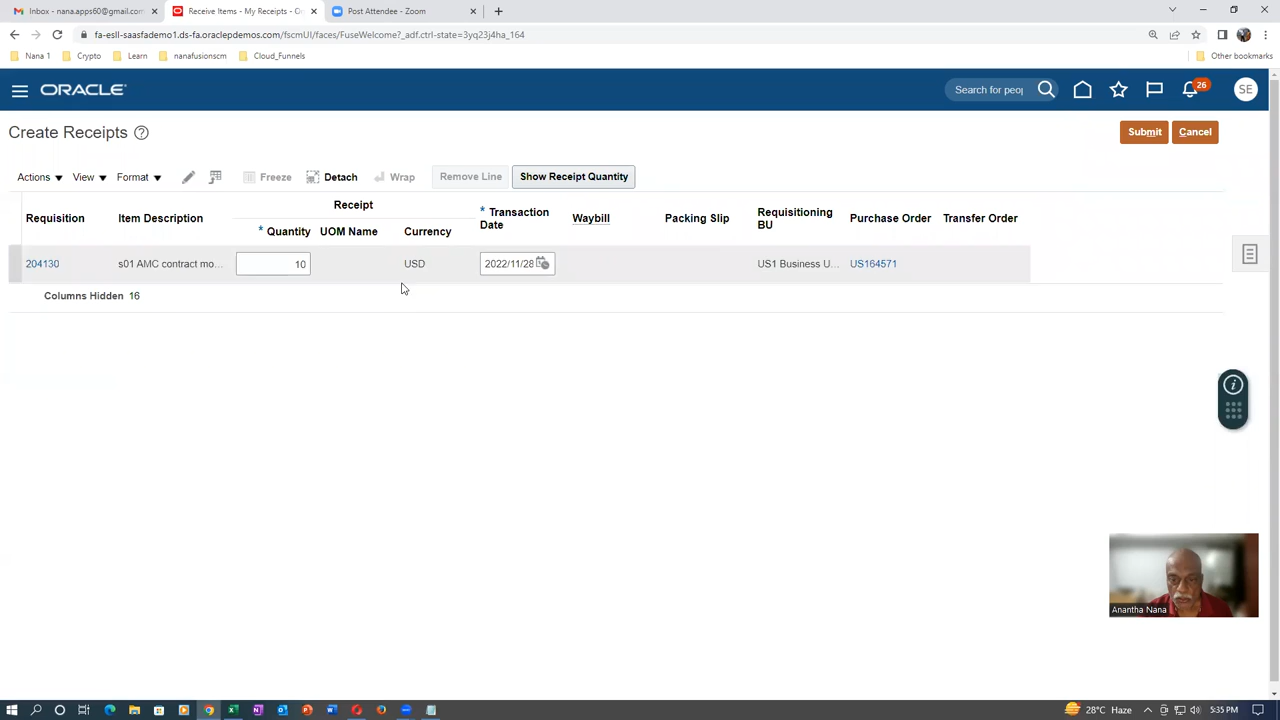 Inbox - nana.apps60@gmail.com
Receive Items - My Receipts - O
Post Attendee - Zoom
fa-esll-saasfademo1.ds-fa.oraclepdemos.com/fscmUI/faces/FuseWelcome?_adf.ctrl-state=3yq23j4ha_164
Nana 1
Crypto
Learn
nanafusionscm
Cloud_Funnels
Other bookmarks
ORACLE
Search for peop
26
SE
Create Receipts
Submit
Cancel
Actions
View
Format
Freeze
Detach
Wrap
Remove Line
Show Receipt Quantity
Requisition
Item Description
Receipt
* Quantity
UOM Name
Currency
* Transaction Date
Waybill
Packing Slip
Requisitioning BU
Purchase Order
Transfer Order
204130
s01 AMC contract mo...
10
USD
2022/11/28
US1 Business U...
US164571
Columns Hidden 16
Anantha Nana
28°C Haze
5:35 PM